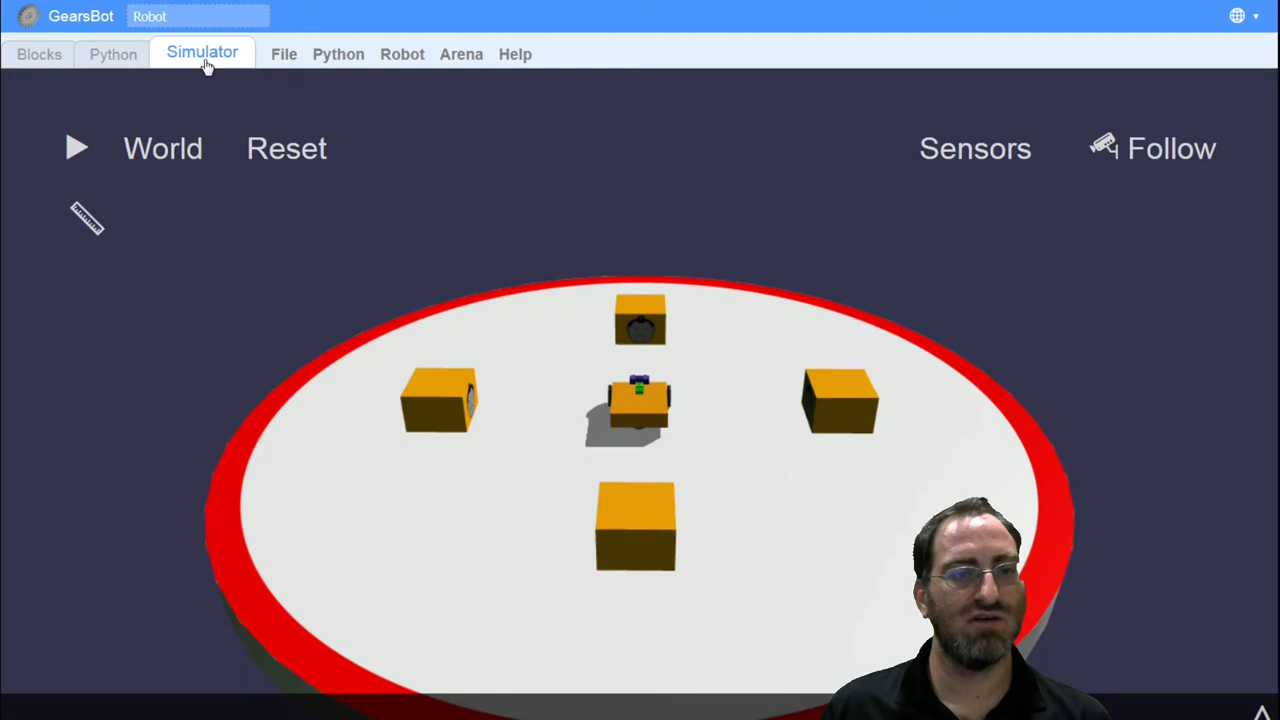 GearsBot Robot
Blocks Python Simulator File Python Robot Arena Help
World Reset Sensors Follow